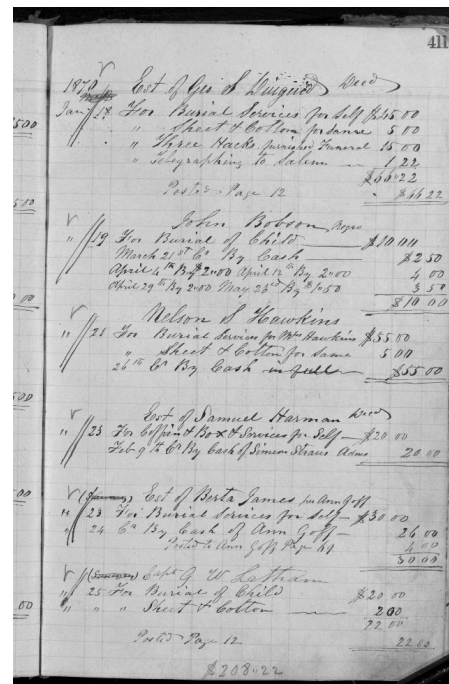 411
1870 Est of Geo S Duiguid Decd
Jan 18 For Burial Services for Self $45 00
" Sheet & Cotton for Same 5 00
" Three Hacks furnished Funeral 15 00
" Telegraphing to Salem 1 22
$66"22
Posted Page 12 $66 22
John Bobson Negro
" 19 For Burial of Child $10 00
March 21st Cr By Cash $2 50
April 4th By $2"00 April 12th By 2"00 4 00
April 29th By 2"00 May 23d By $1"50 3 50
$10 00
Nelson S Hawkins
" 21 For Burial Services for Mrs Hawkins $55 00
" Sheet & Cotton for Same 5 00
26th Cr By Cash in full $55 00
Est of Samuel Harman Decd
" 23 For Coffin & Box & Services for Self $20 00
Feb 9th Cr By Cash of Simeon Straus Adms 20 00
Est of Berta James per Ann Goff
" 23 For Burial Services for Self $30 00
" 24 Cr By Cash of Ann Goff 26 00
Posted to Ann Goff Page 4 00
30 00
Capt G W Latham
" 25 For Burial of Child $20 00
" " " Sheet & Cotton 2 00
22 00
Posted Page 12 22 00
$208"22